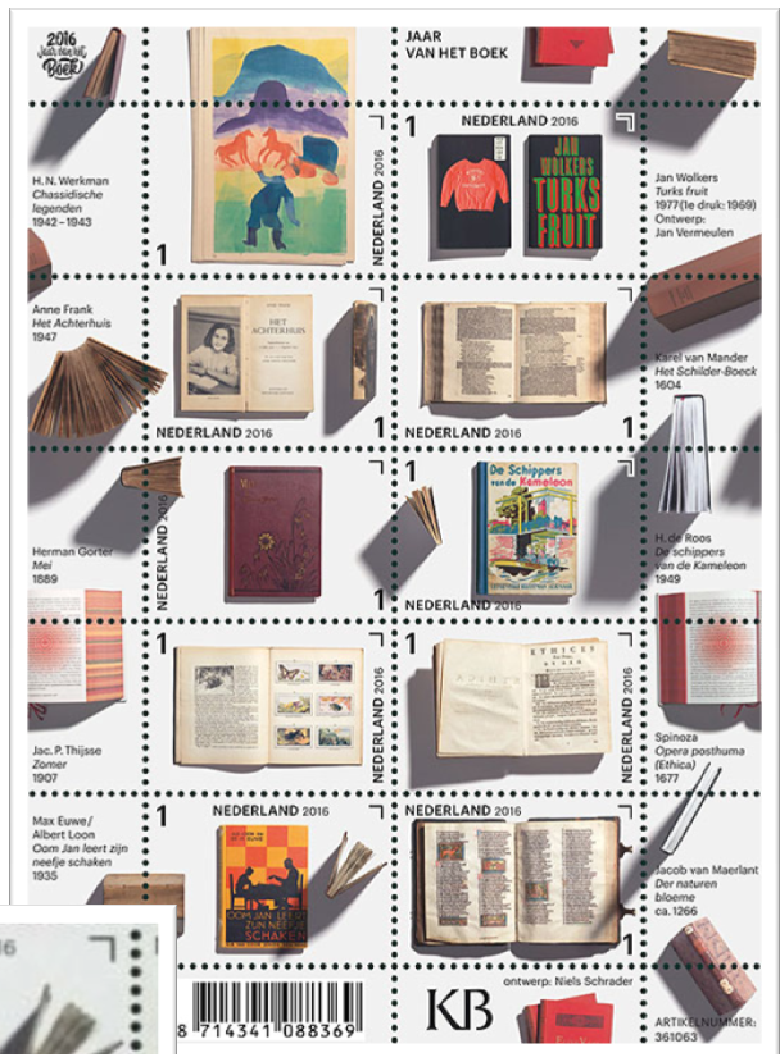 2016
Jaar van het
Boek
JAAR
VAN HET BOEK
H.N. Werkman
Chassidische
legenden
1942 – 1943
NEDERLAND 2016
1
1
NEDERLAND 2016
JAN
WOLKERS
TURKS
FRUIT
Jan Wolkers
Turks fruit
1977 (1e druk: 1969)
Ontwerp:
Jan Vermeulen
Anne Frank
Het Achterhuis
1947
HET
ACHTERHUIS
NEDERLAND 2016
1
NEDERLAND 2016
1
Karel van Mander
Het Schilder-Boeck
1604
Herman Gorter
Mei
1889
NEDERLAND 2016
1
1
De Schippers
van de Kameleon
NEDERLAND 2016
H. de Roos
De schippers
van de Kameleon
1949
Jac. P. Thijsse
Zomer
1907
1
NEDERLAND 2016
1
ETHICES
NEDERLAND 2016
Spinoza
Opera posthuma
(Ethica)
1677
Max Euwe/
Albert Loon
Oom Jan leert zijn
neefje schaken
1935
1
NEDERLAND 2016
OOM JAN LEERT
ZIJN NEEFJE
SCHAKEN
NEDERLAND 2016
1
Jacob van Maerlant
Der naturen
bloeme
ca. 1266
16
8 714341 088369
KB
ontwerp: Niels Schrader
ARTIKELNUMMER:
361063